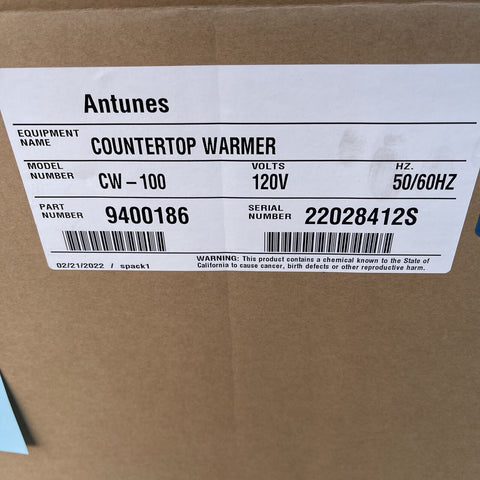 Antunes
EQUIPMENT NAME COUNTERTOP WARMER
MODEL NUMBER CW-100 VOLTS 120V HZ. 50/60HZ
PART NUMBER 9400186 SERIAL NUMBER 22028412S
02/21/2022 / spack1
WARNING: This product contains a chemical known to the State of
California to cause cancer, birth defects or other reproductive harm.